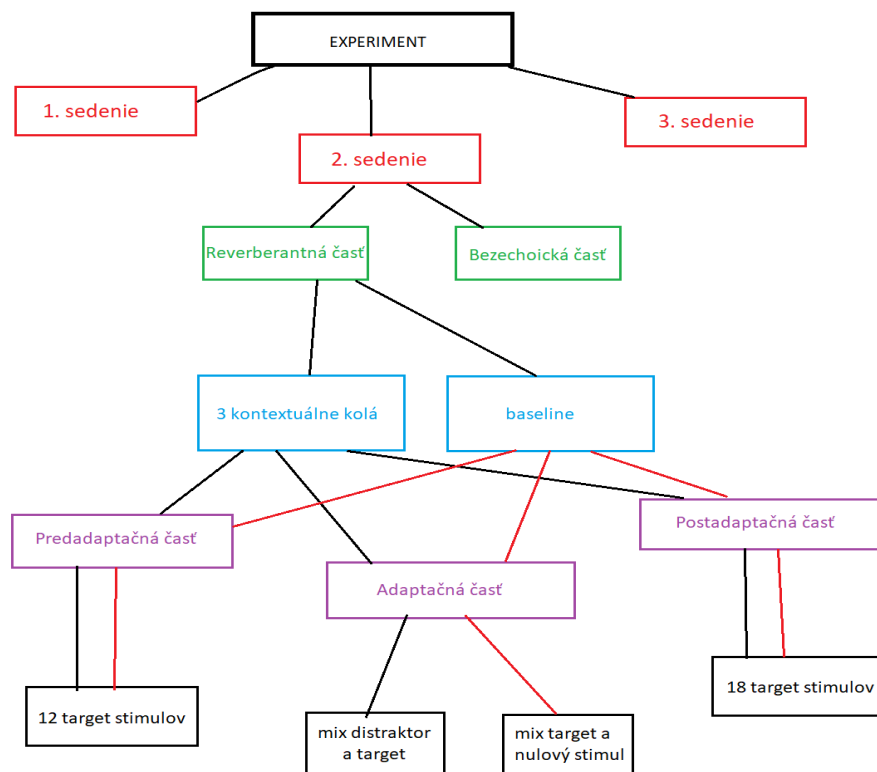 EXPERIMENT
1. sedenie
3. sedenie
2. sedenie
Reverberantná časť
Bezechoická časť
3 kontextuálne kolá
baseline
Predadaptačná časť
Postadaptačná časť
Adaptačná časť
12 target stimulov
mix distraktor
a target
mix target a
nulový stimul
18 target stimulov